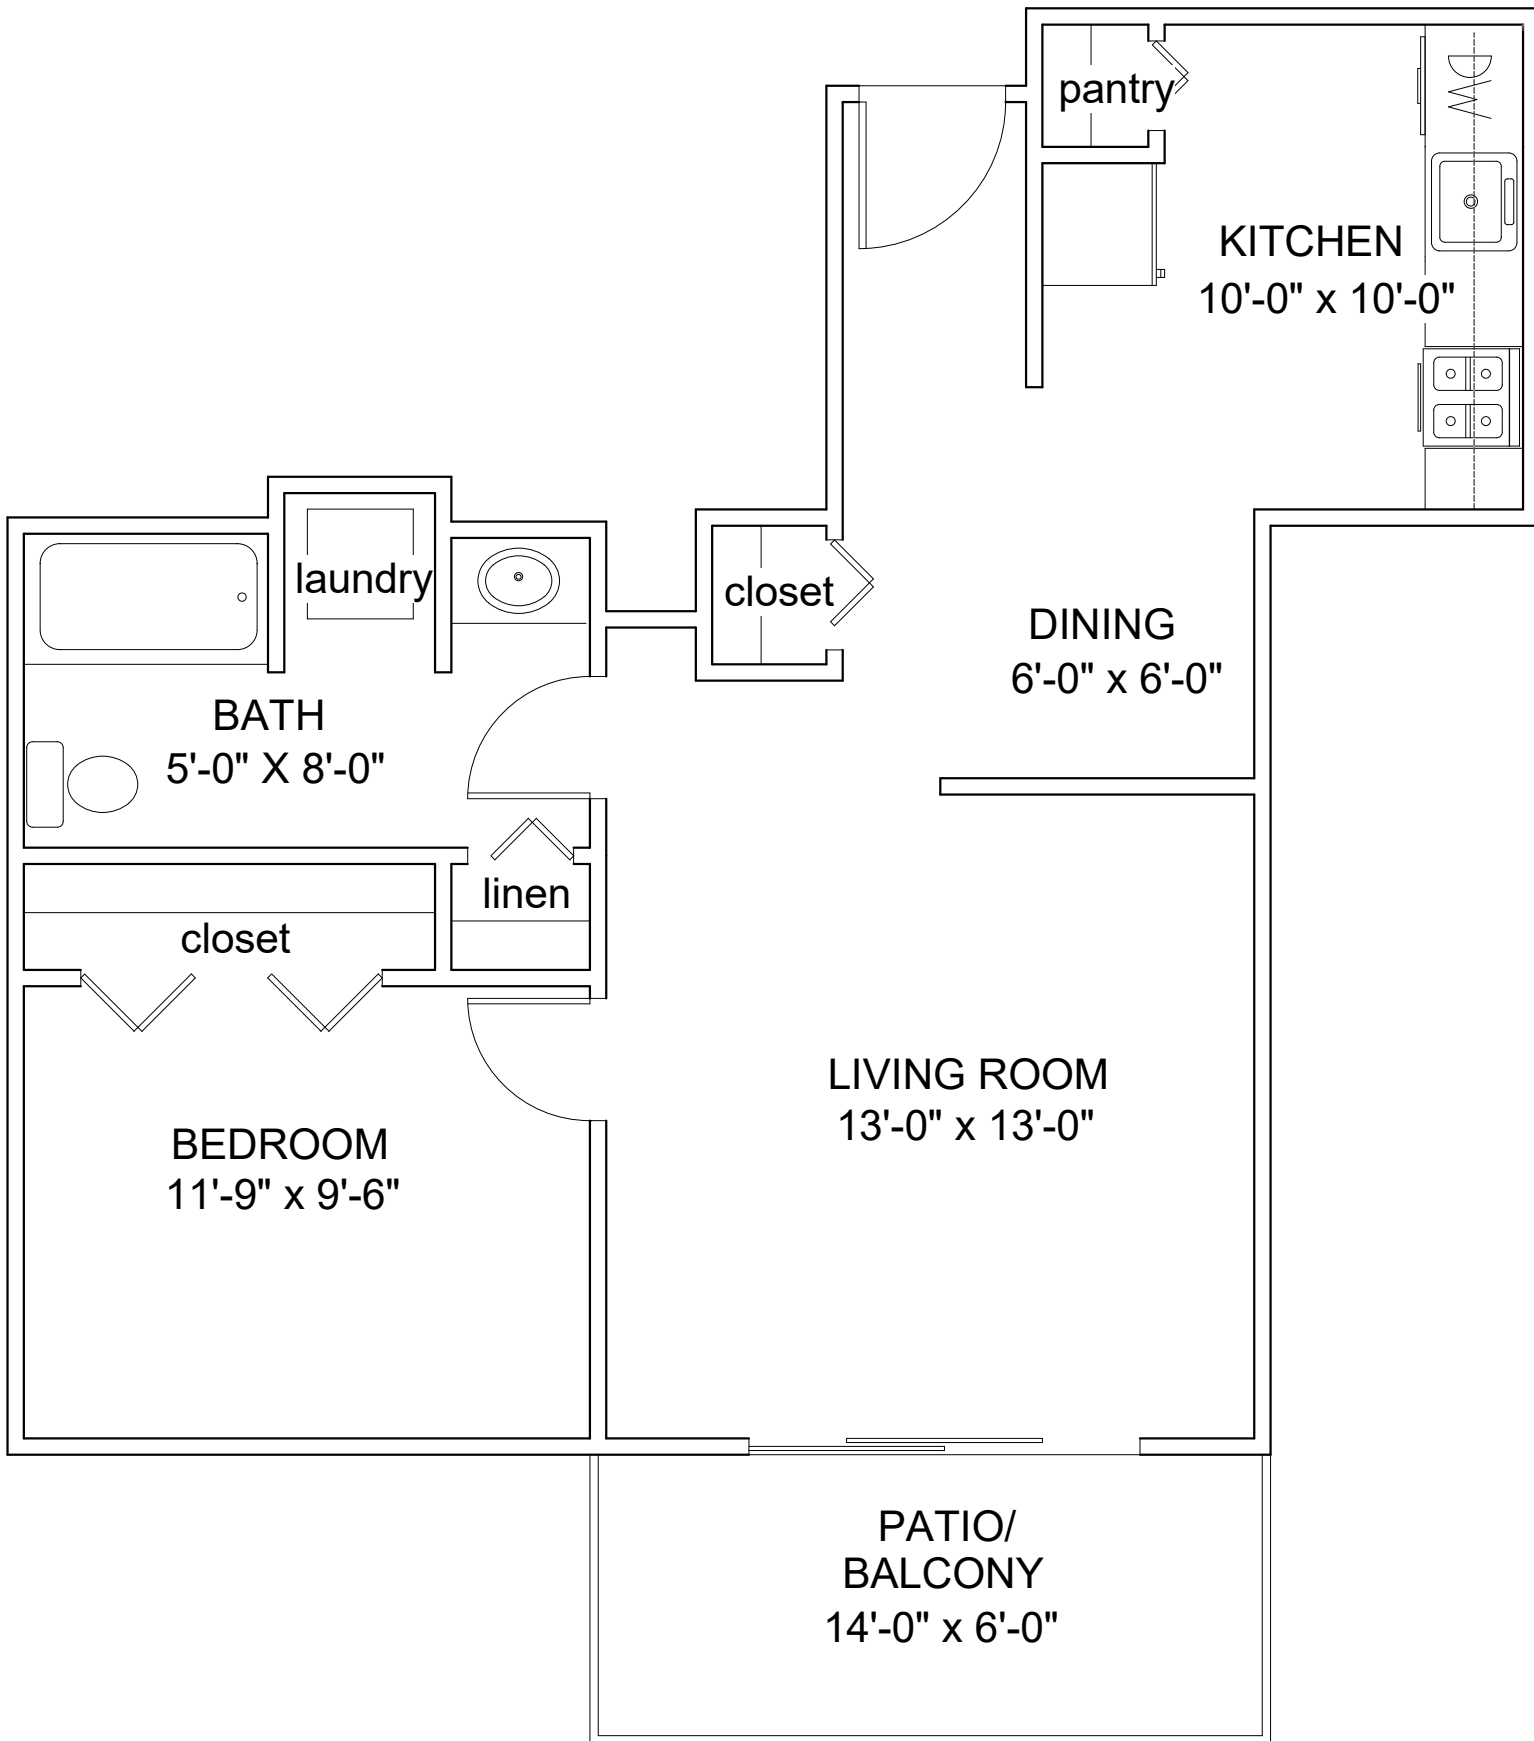 pantry
DW
KITCHEN
10'-0" x 10'-0"
laundry
closet
DINING
6'-0" x 6'-0"
BATH
5'-0" X 8'-0"
linen
closet
LIVING ROOM
13'-0" x 13'-0"
BEDROOM
11'-9" x 9'-6"
PATIO/
BALCONY
14'-0" x 6'-0"